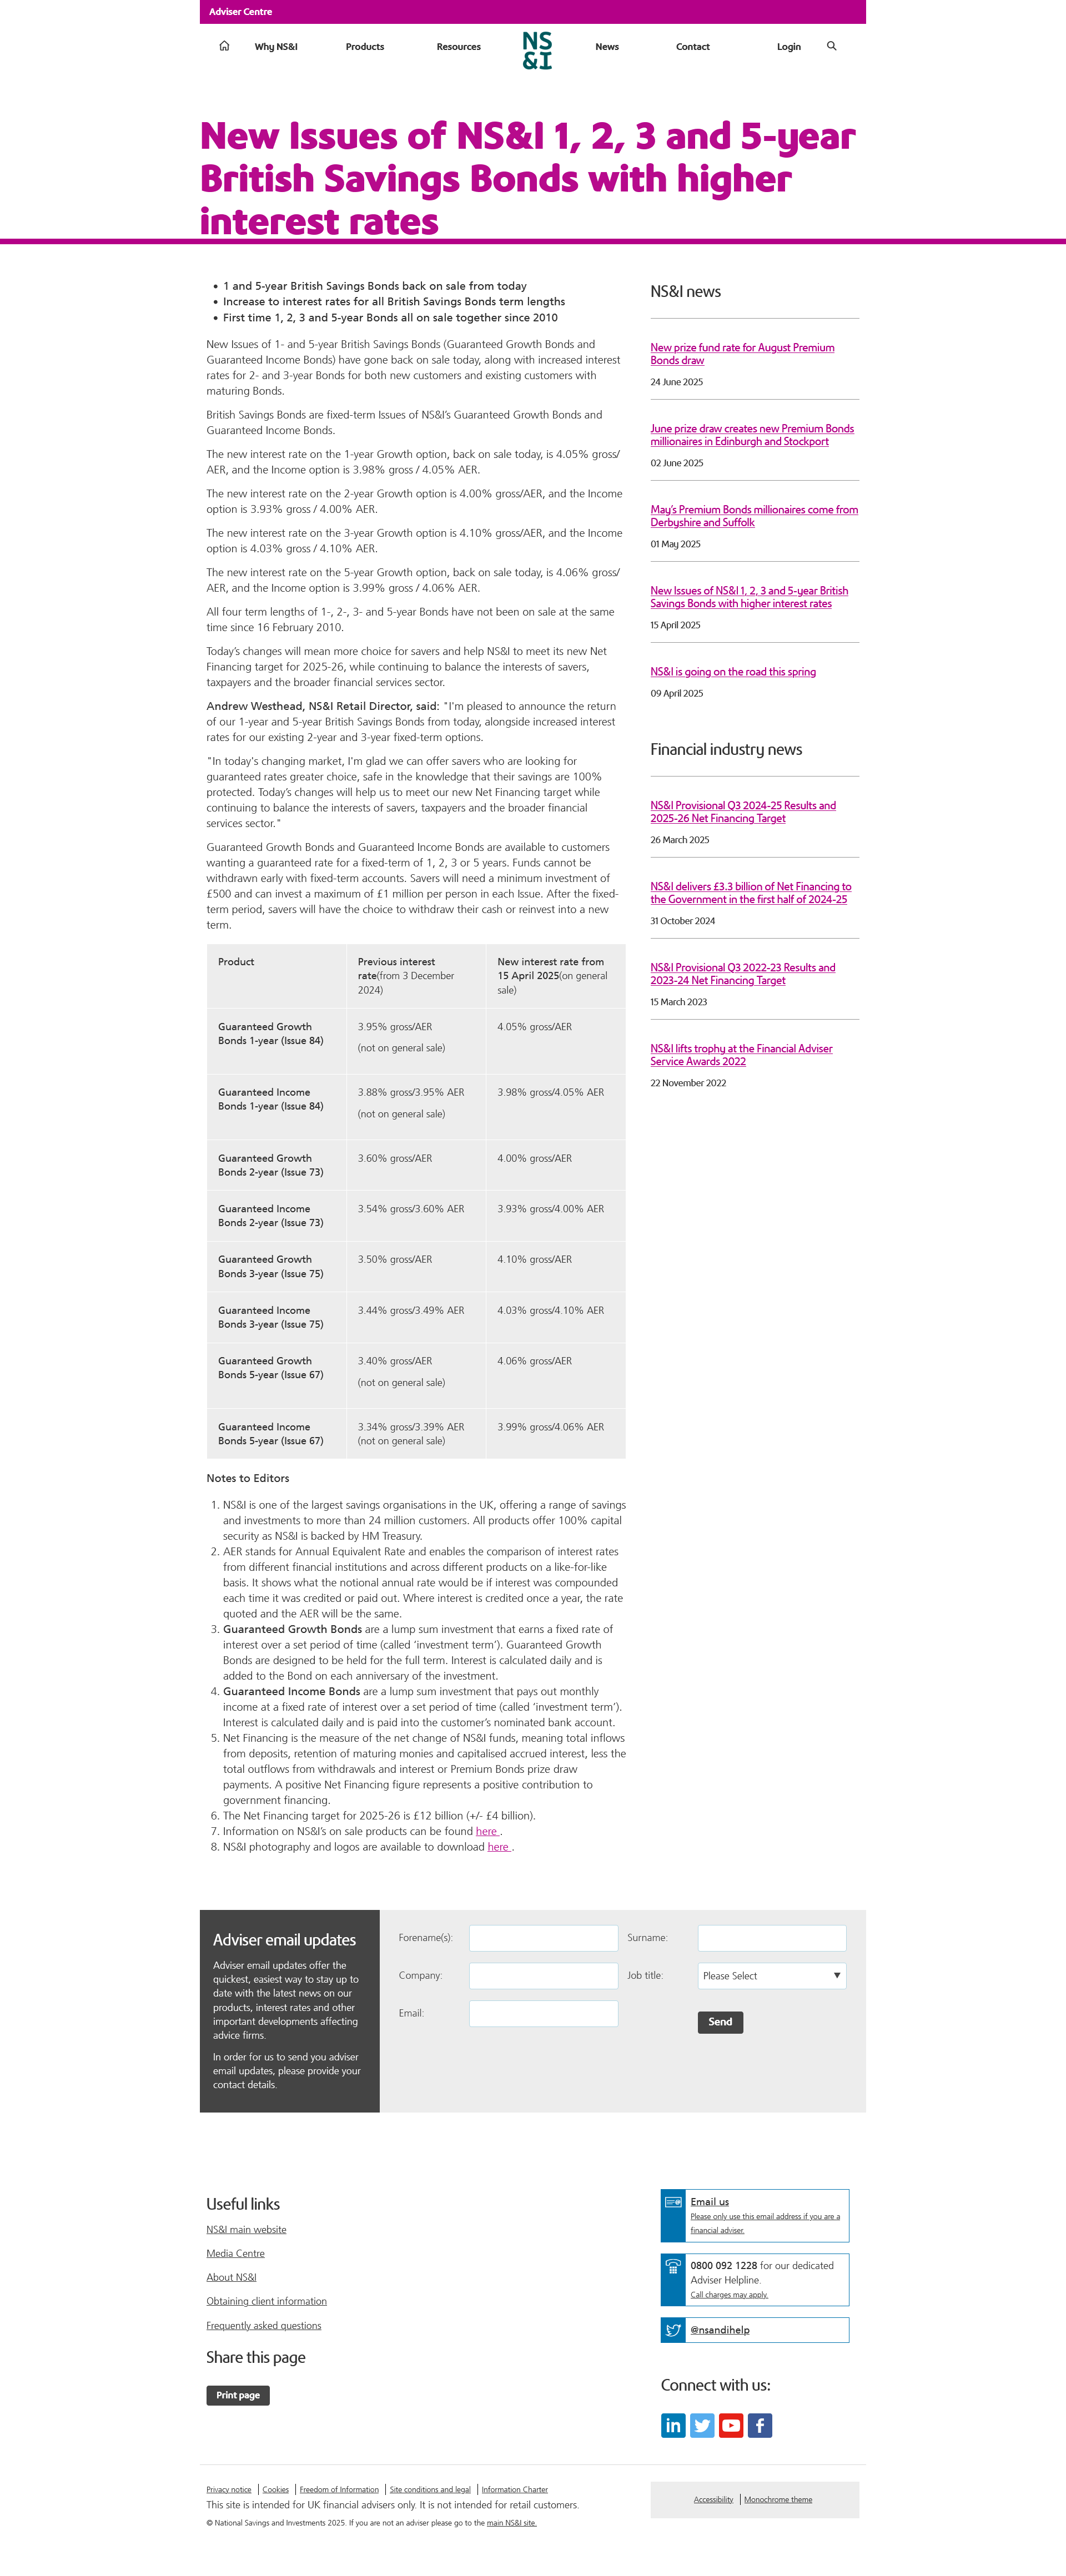 Adviser Centre
Why NS&I
Products
Resources
NS
&I
News
Contact
Login
New Issues of NS&I 1, 2, 3 and 5-year
British Savings Bonds with higher
interest rates
1 and 5-year British Savings Bonds back on sale from today
Increase to interest rates for all British Savings Bonds term lengths
First time 1, 2, 3 and 5-year Bonds all on sale together since 2010
New Issues of 1- and 5-year British Savings Bonds (Guaranteed Growth Bonds and
Guaranteed Income Bonds) have gone back on sale today, along with increased interest
rates for 2- and 3-year Bonds for both new customers and existing customers with
maturing Bonds.
British Savings Bonds are fixed-term Issues of NS&I’s Guaranteed Growth Bonds and
Guaranteed Income Bonds.
The new interest rate on the 1-year Growth option, back on sale today, is 4.05% gross/
AER, and the Income option is 3.98% gross / 4.05% AER.
The new interest rate on the 2-year Growth option is 4.00% gross/AER, and the Income
option is 3.93% gross / 4.00% AER.
The new interest rate on the 3-year Growth option is 4.10% gross/AER, and the Income
option is 4.03% gross / 4.10% AER.
The new interest rate on the 5-year Growth option, back on sale today, is 4.06% gross/
AER, and the Income option is 3.99% gross / 4.06% AER.
All four term lengths of 1-, 2-, 3- and 5-year Bonds have not been on sale at the same
time since 16 February 2010.
Today’s changes will mean more choice for savers and help NS&I to meet its new Net
Financing target for 2025-26, while continuing to balance the interests of savers,
taxpayers and the broader financial services sector.
Andrew Westhead, NS&I Retail Director, said: "I'm pleased to announce the return
of our 1-year and 5-year British Savings Bonds from today, alongside increased interest
rates for our existing 2-year and 3-year fixed-term options.
"In today's changing market, I'm glad we can offer savers who are looking for
guaranteed rates greater choice, safe in the knowledge that their savings are 100%
protected. Today’s changes will help us to meet our new Net Financing target while
continuing to balance the interests of savers, taxpayers and the broader financial
services sector."
Guaranteed Growth Bonds and Guaranteed Income Bonds are available to customers
wanting a guaranteed rate for a fixed-term of 1, 2, 3 or 5 years. Funds cannot be
withdrawn early with fixed-term accounts. Savers will need a minimum investment of
£500 and can invest a maximum of £1 million per person in each Issue. After the fixed-
term period, savers will have the choice to withdraw their cash or reinvest into a new
term.
Product
Previous interest
rate(from 3 December
2024)
New interest rate from
15 April 2025(on general
sale)
Guaranteed Growth
Bonds 1-year (Issue 84)
3.95% gross/AER
(not on general sale)
4.05% gross/AER
Guaranteed Income
Bonds 1-year (Issue 84)
3.88% gross/3.95% AER
(not on general sale)
3.98% gross/4.05% AER
Guaranteed Growth
Bonds 2-year (Issue 73)
3.60% gross/AER
4.00% gross/AER
Guaranteed Income
Bonds 2-year (Issue 73)
3.54% gross/3.60% AER
3.93% gross/4.00% AER
Guaranteed Growth
Bonds 3-year (Issue 75)
3.50% gross/AER
4.10% gross/AER
Guaranteed Income
Bonds 3-year (Issue 75)
3.44% gross/3.49% AER
4.03% gross/4.10% AER
Guaranteed Growth
Bonds 5-year (Issue 67)
3.40% gross/AER
(not on general sale)
4.06% gross/AER
Guaranteed Income
Bonds 5-year (Issue 67)
3.34% gross/3.39% AER
(not on general sale)
3.99% gross/4.06% AER
Notes to Editors
1. NS&I is one of the largest savings organisations in the UK, offering a range of savings
and investments to more than 24 million customers. All products offer 100% capital
security as NS&I is backed by HM Treasury.
2. AER stands for Annual Equivalent Rate and enables the comparison of interest rates
from different financial institutions and across different products on a like-for-like
basis. It shows what the notional annual rate would be if interest was compounded
each time it was credited or paid out. Where interest is credited once a year, the rate
quoted and the AER will be the same.
3. Guaranteed Growth Bonds are a lump sum investment that earns a fixed rate of
interest over a set period of time (called ‘investment term’). Guaranteed Growth
Bonds are designed to be held for the full term. Interest is calculated daily and is
added to the Bond on each anniversary of the investment.
4. Guaranteed Income Bonds are a lump sum investment that pays out monthly
income at a fixed rate of interest over a set period of time (called ‘investment term’).
Interest is calculated daily and is paid into the customer’s nominated bank account.
5. Net Financing is the measure of the net change of NS&I funds, meaning total inflows
from deposits, retention of maturing monies and capitalised accrued interest, less the
total outflows from withdrawals and interest or Premium Bonds prize draw
payments. A positive Net Financing figure represents a positive contribution to
government financing.
6. The Net Financing target for 2025-26 is £12 billion (+/- £4 billion).
7. Information on NS&I’s on sale products can be found here .
8. NS&I photography and logos are available to download here .
NS&I news
New prize fund rate for August Premium
Bonds draw
24 June 2025
June prize draw creates new Premium Bonds
millionaires in Edinburgh and Stockport
02 June 2025
May’s Premium Bonds millionaires come from
Derbyshire and Suffolk
01 May 2025
New Issues of NS&I 1, 2, 3 and 5-year British
Savings Bonds with higher interest rates
15 April 2025
NS&I is going on the road this spring
09 April 2025
Financial industry news
NS&I Provisional Q3 2024-25 Results and
2025-26 Net Financing Target
26 March 2025
NS&I delivers £3.3 billion of Net Financing to
the Government in the first half of 2024-25
31 October 2024
NS&I Provisional Q3 2022-23 Results and
2023-24 Net Financing Target
15 March 2023
NS&I lifts trophy at the Financial Adviser
Service Awards 2022
22 November 2022
Adviser email updates
Adviser email updates offer the
quickest, easiest way to stay up to
date with the latest news on our
products, interest rates and other
important developments affecting
advice firms.
In order for us to send you adviser
email updates, please provide your
contact details.
Forename(s):
Surname:
Company:
Job title:
Please Select
Email:
Send
Useful links
NS&I main website
Media Centre
About NS&I
Obtaining client information
Frequently asked questions
Share this page
Print page
Email us
Please only use this email address if you are a
financial adviser.
0800 092 1228 for our dedicated
Adviser Helpline.
Call charges may apply.
@nsandihelp
Connect with us:
Privacy notice
Cookies
Freedom of Information
Site conditions and legal
Information Charter
This site is intended for UK financial advisers only. It is not intended for retail customers.
© National Savings and Investments 2025. If you are not an adviser please go to the main NS&I site.
Accessibility
Monochrome theme